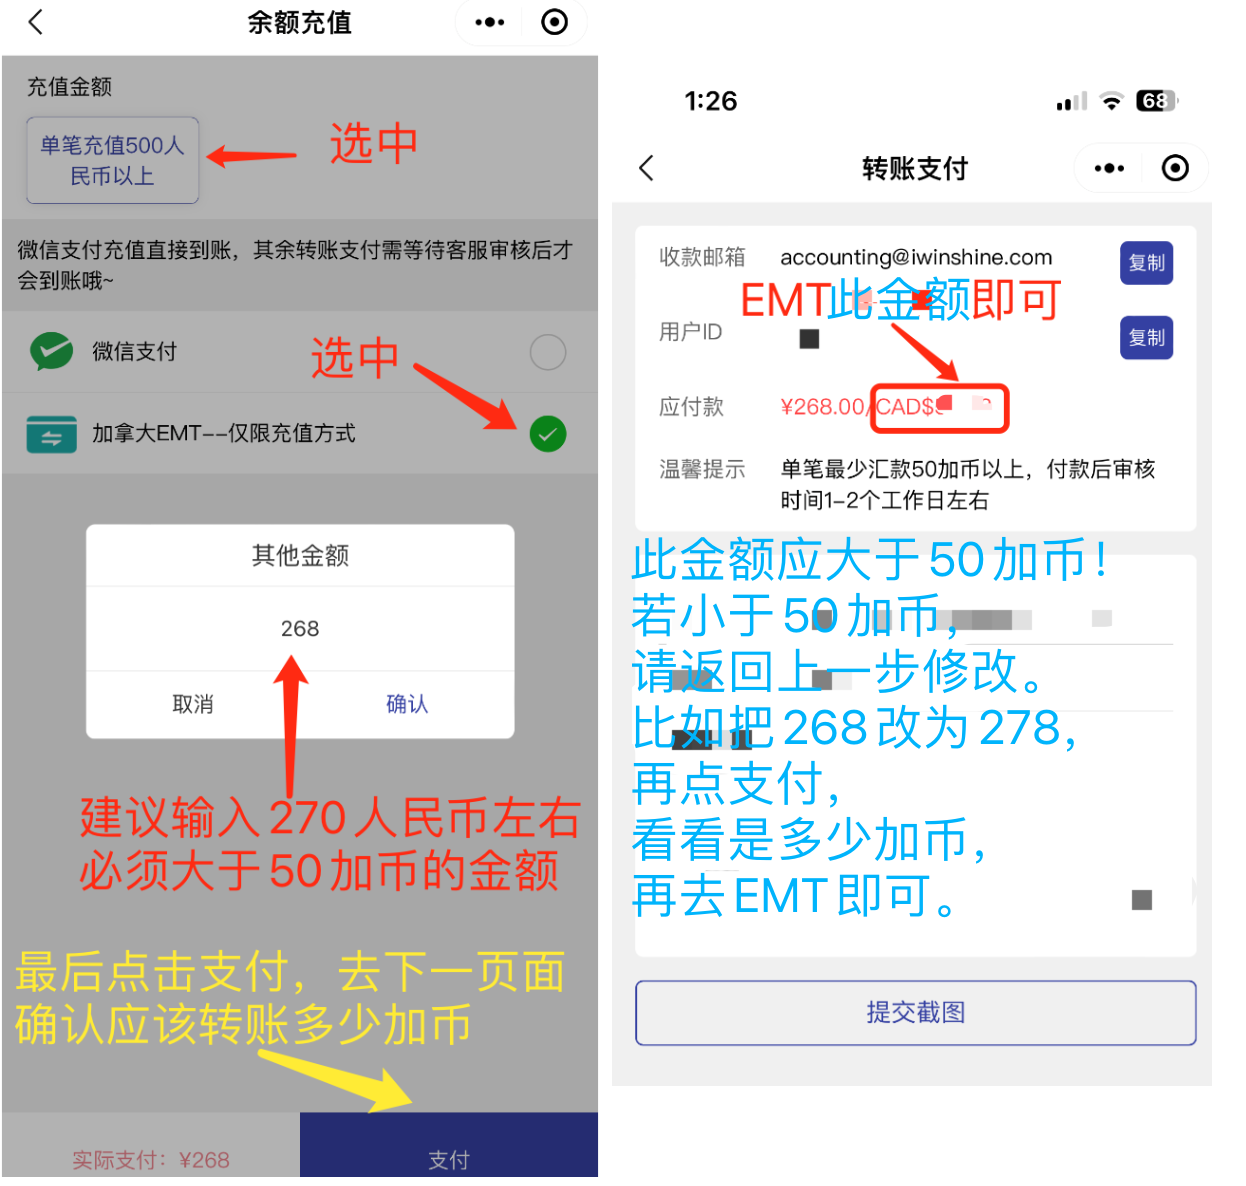 余额充值
充值金额
单笔充值500人
民币以上
选中
微信支付充值直接到账，其余转账支付需等待客服审核后才
会到账哦~
微信支付
选中
加拿大EMT--仅限充值方式
其他金额
268
取消
确认
建议输入270人民币左右
必须大于50加币的金额
最后点击支付，去下一页面
确认应该转账多少加币
实际支付：¥268
支付
1:26
68
转账支付
收款邮箱
accounting@iwinshine.com
复制
EMT此金额即可
用户ID
复制
应付款
¥268.00/CAD$
温馨提示
单笔最少汇款50加币以上，付款后审核
时间1-2个工作日左右
此金额应大于50加币！
若小于50加币，
请返回上一步修改。
比如把268改为278，
再点支付，
看看是多少加币，
再去EMT即可。
提交截图